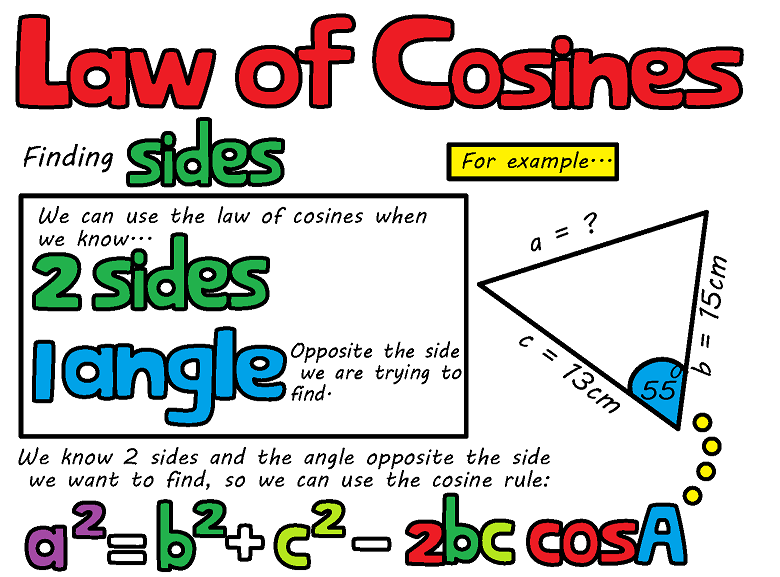 Law of Cosines
Finding sides
For example...
We can use the law of cosines when
we know...
2 sides
1 angle
Opposite the side
we are trying to
find.
a = ?
b = 15cm
c = 13cm
55°
We know 2 sides and the angle opposite the side
we want to find, so we can use the cosine rule:
a² = b² + c² - 2bc cosA